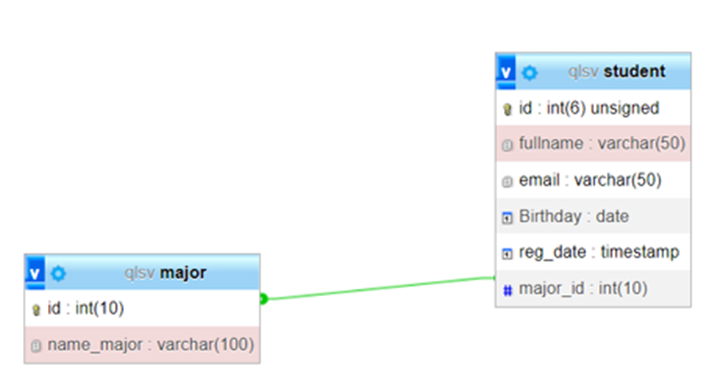 qlsv student
id : int(6) unsigned
fullname : varchar(50)
email : varchar(50)
Birthday : date
reg_date : timestamp
# major_id : int(10)
qlsv major
id : int(10)
name_major : varchar(100)